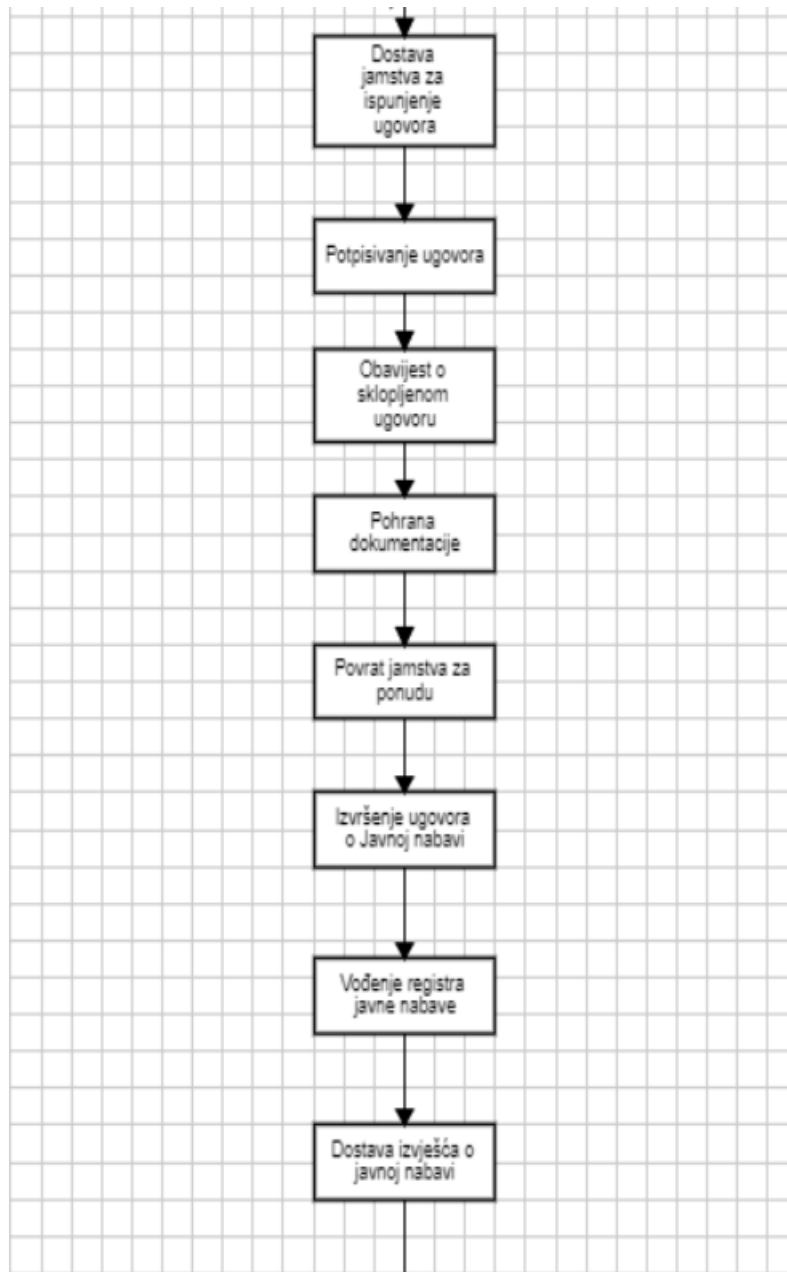 Dostava
jamstva za
ispunjenje
ugovora
Potpisivanje ugovora
Obavijest o
sklopljenom
ugovoru
Pohrana
dokumentacije
Povrat jamstva za
ponudu
Izvršenje ugovora
o Javnoj nabavi
Vođenje registra
javne nabave
Dostava izvješća o
javnoj nabavi